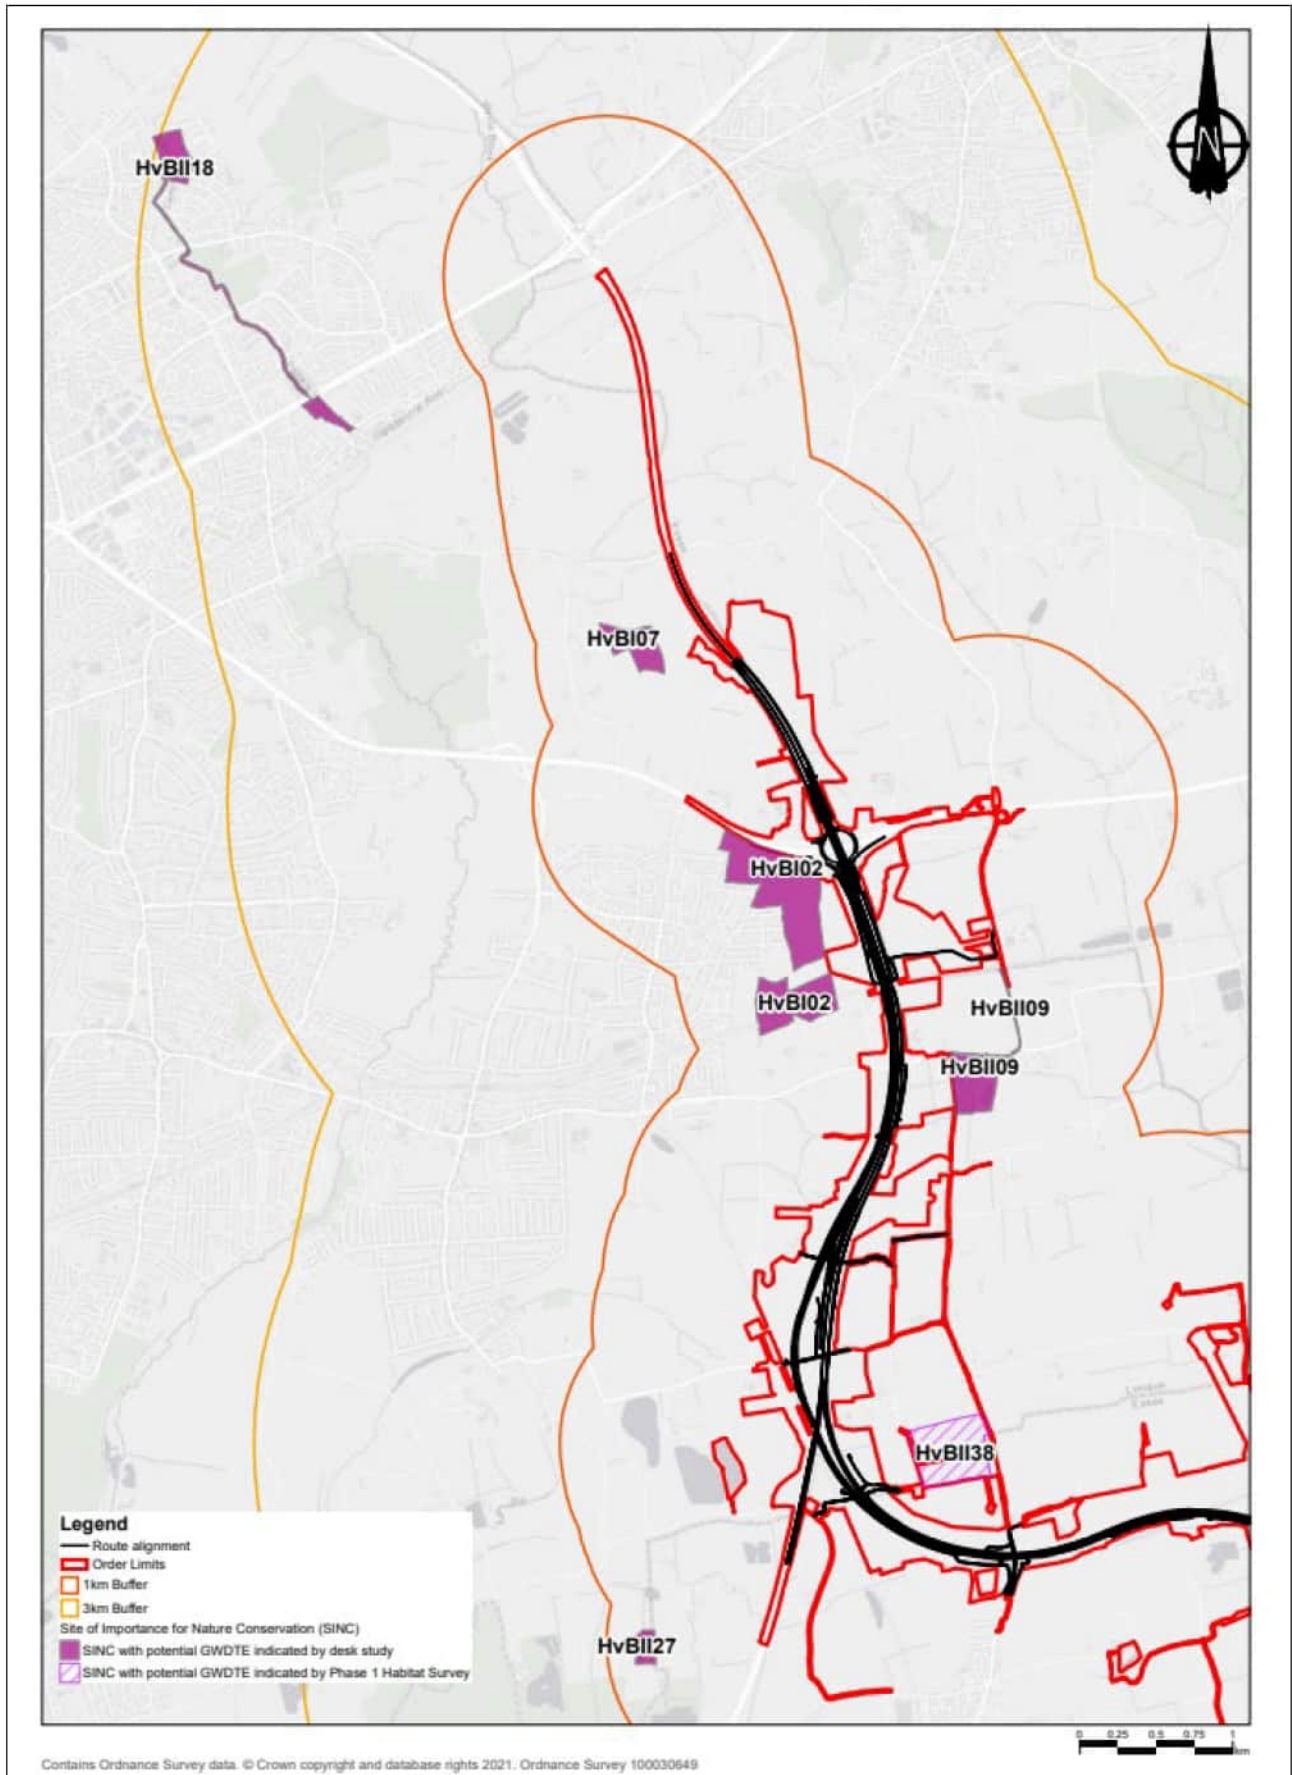 N
HvBII18
HvBI07
HvBI02
HvBI02
HvBII09
HvBII09
HvBII38
HvBII27
Legend
Route alignment
Order Limits
1km Buffer
3km Buffer
Site of Importance for Nature Conservation (SINC)
SINC with potential GWDTE indicated by desk study
SINC with potential GWDTE indicated by Phase 1 Habitat Survey
0 0.25 0.5 0.75 1
km
Contains Ordnance Survey data. © Crown copyright and database rights 2021. Ordnance Survey 100030649